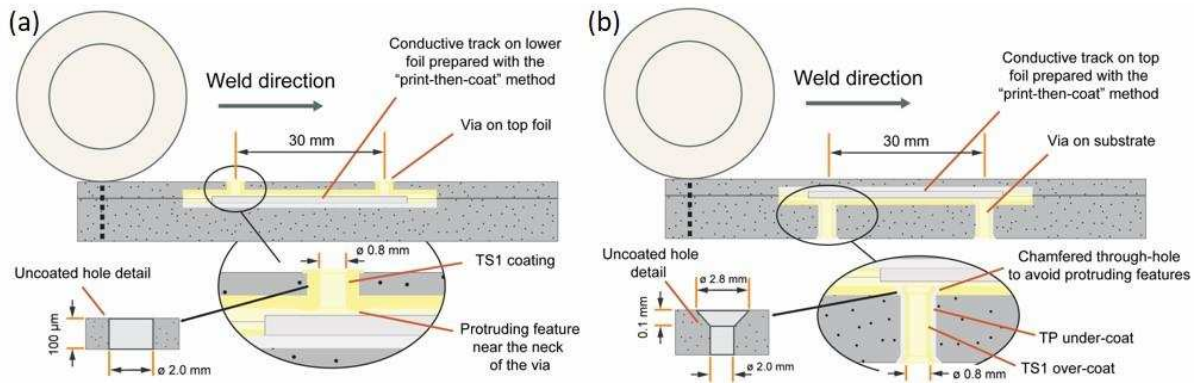 (a)
Conductive track on lower
foil prepared with the
“print-then-coat” method
Weld direction
Via on top foil
30 mm
ø 0.8 mm
TS1 coating
Uncoated hole
detail
100 µm
ø 2.0 mm
Protruding feature
near the neck
of the via
(b)
Conductive track on top
foil prepared with the
“print-then-coat” method
Weld direction
Via on substrate
30 mm
Uncoated hole
detail
ø 2.8 mm
0.1 mm
ø 2.0 mm
Chamfered through-hole
to avoid protruding features
TP under-coat
TS1 over-coat
ø 0.8 mm